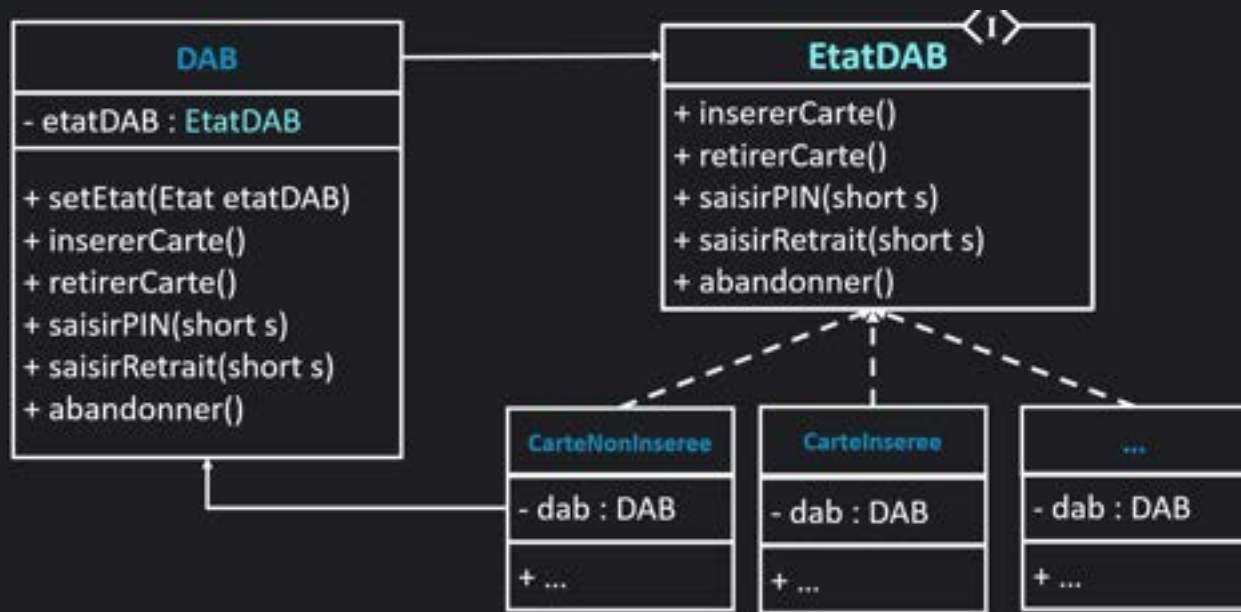 DAB
- etatDAB : EtatDAB
+ setEtat(Etat etatDAB)
+ insererCarte()
+ retirerCarte()
+ saisirPIN(short s)
+ saisirRetrait(short s)
+ abandonner()
<I>
EtatDAB
+ insererCarte()
+ retirerCarte()
+ saisirPIN(short s)
+ saisirRetrait(short s)
+ abandonner()
CarteNonInseree
- dab : DAB
+ ...
CarteInseree
- dab : DAB
+ ...
...
- dab : DAB
+ ...